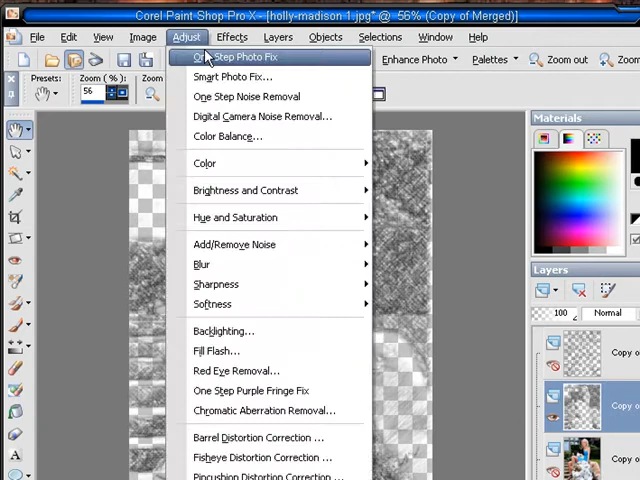 Corel Paint Shop Pro X - [holly-madison 1.jpg* @ 56% (Copy of Merged)]
File Edit View Image Adjust Effects Layers Objects Selections Window Help
Enhance Photo Palettes Zoom out Zoom
Presets: Zoom (%):
56
One Step Photo Fix
Smart Photo Fix...
One Step Noise Removal
Digital Camera Noise Removal...
Color Balance...
Color
Brightness and Contrast
Hue and Saturation
Add/Remove Noise
Blur
Sharpness
Softness
Backlighting...
Fill Flash...
Red Eye Removal...
One Step Purple Fringe Fix
Chromatic Aberration Removal...
Barrel Distortion Correction ...
Fisheye Distortion Correction ...
Pincushion Distortion Correction ...
Materials
Layers
100 Normal
Copy o
Copy o
Copy o